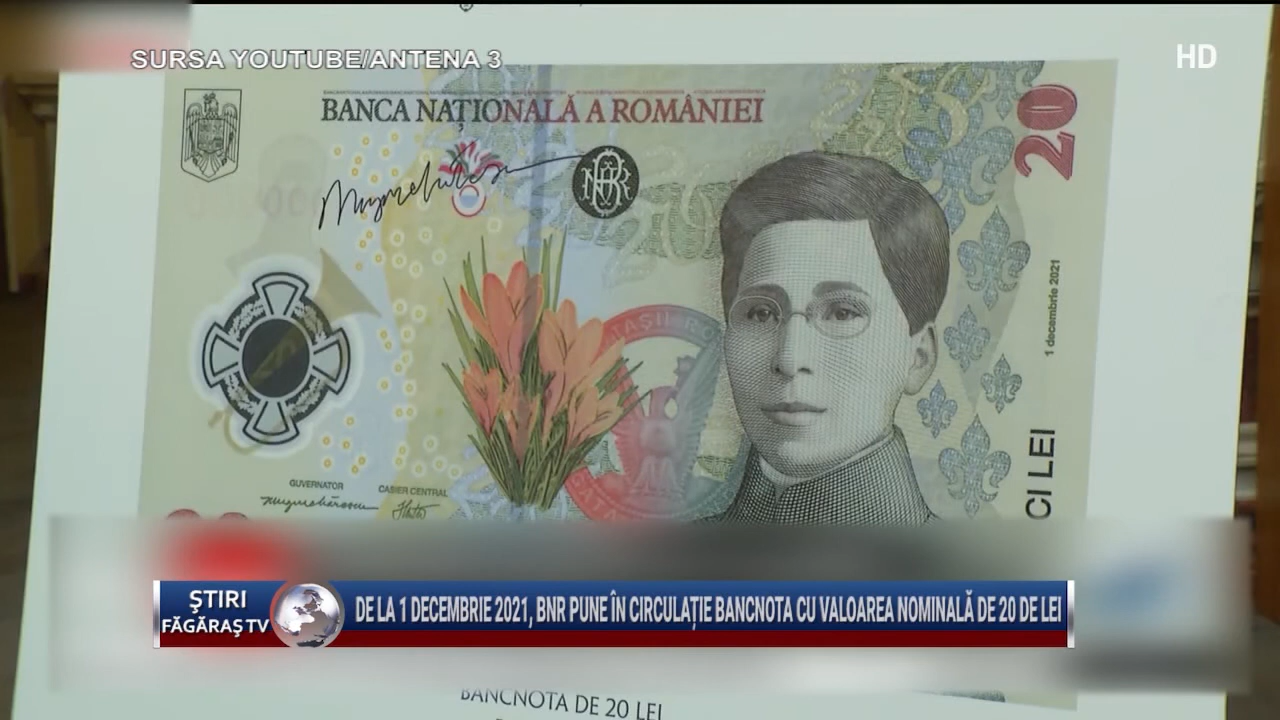 SURSA YOUTUBE/ANTENA 3
HD
BANCA NAȚIONALĂ A ROMÂNIEI
20
1 decembrie 2021
GUVERNATOR
CASIER CENTRAL
CI LEI
ŞTIRI
FĂGĂRAŞ TV
DE LA 1 DECEMBRIE 2021, BNR PUNE ÎN CIRCULAȚIE BANCNOTA CU VALOAREA NOMINALĂ DE 20 DE LEI
BANCNOTA DE 20 LEI